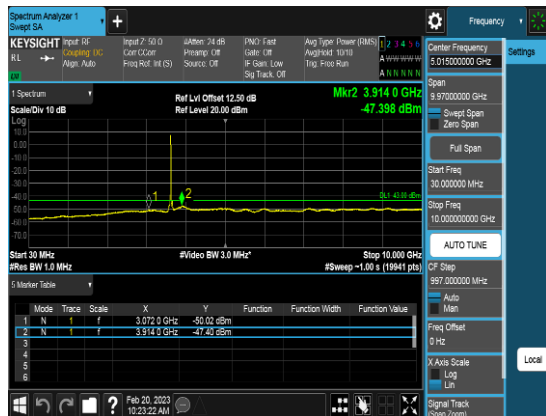 Spectrum Analyzer 1
Swept SA
+
Frequency
KEYSIGHT
RL
Input: RF
Coupling: DC
Align: Auto
Input Z: 50 Ω
Corr CCorr
Freq Ref: Int (S)
#Atten: 24 dB
Preamp: Off
Source: Off
PNO: Fast
Gate: Off
IF Gain: Low
Sig Track: Off
Avg Type: Power (RMS)
Avg|Hold: 10/10
Trig: Free Run
1 2 3 4 5 6
A W W W W W
A N N N N N
1 Spectrum
Scale/Div 10 dB
Log
Ref Lvl Offset 12.50 dB
Ref Level 20.00 dBm
Mkr2 3.914 0 GHz
-47.398 dBm
10.0
0.00
-10.0
-20.0
-30.0
-40.0
-50.0
-60.0
-70.0
1
2
DL1 -43.00 dBm
Start 30 MHz
#Res BW 1.0 MHz
#Video BW 3.0 MHz*
Stop 10.000 GHz
#Sweep ~1.00 s (19941 pts)
5 Marker Table
Mode Trace Scale X Y Function Function Width Function Value
1 N 1 f 3.072 0 GHz -50.02 dBm
2 N 1 f 3.914 0 GHz -47.40 dBm
3
4
5
6
Feb 20, 2023
10:23:22 AM
Center Frequency
5.015000000 GHz
Settings
Span
9.97000000 GHz
Swept Span
Zero Span
Full Span
Start Freq
30.000000 MHz
Stop Freq
10.000000000 GHz
AUTO TUNE
CF Step
997.000000 MHz
Auto
Man
Freq Offset
0 Hz
X Axis Scale
Log
Lin
Local
Signal Track
(Span Zoom)